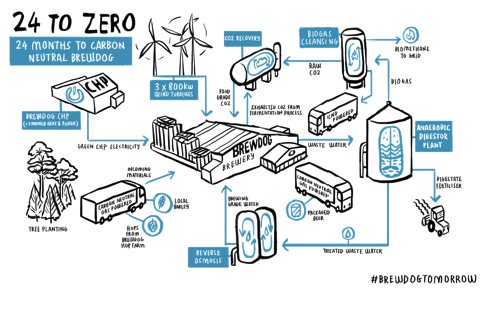 24 TO ZERO
24 MONTHS TO CARBON
NEUTRAL BREWDOG
CHP
BREWDOG CHP
(COMBINED HEAT & POWER)
GREEN CHP ELECTRICITY
3 x 800KW
WIND TURBINES
CO2 RECOVERY
FOOD
GRADE
CO2
RAW
CO2
BIOGAS
CLEANSING
BIOMETHANE
TO GRID
BIOGAS
EXHAUSTED CO2 FROM
FERMENTATION PROCESS
POWERED
WASTE WATER
ANAEROBIC
DIGESTOR
PLANT
BREWDOG
BREWERY
TREE PLANTING
INCOMING
MATERIALS
CARBON NEUTRAL
GAS POWERED
LOCAL
BARLEY
HOPS
FROM
BREWDOG
HOP FARM
BREWING
GRADE WATER
REVERSE
OSMOSIS
CARBON NEUTRAL
GAS POWERED
PACKAGED
BEER
TREATED WASTE WATER
DIGESTATE
FERTILISER
#BREWDOGTOMORROW